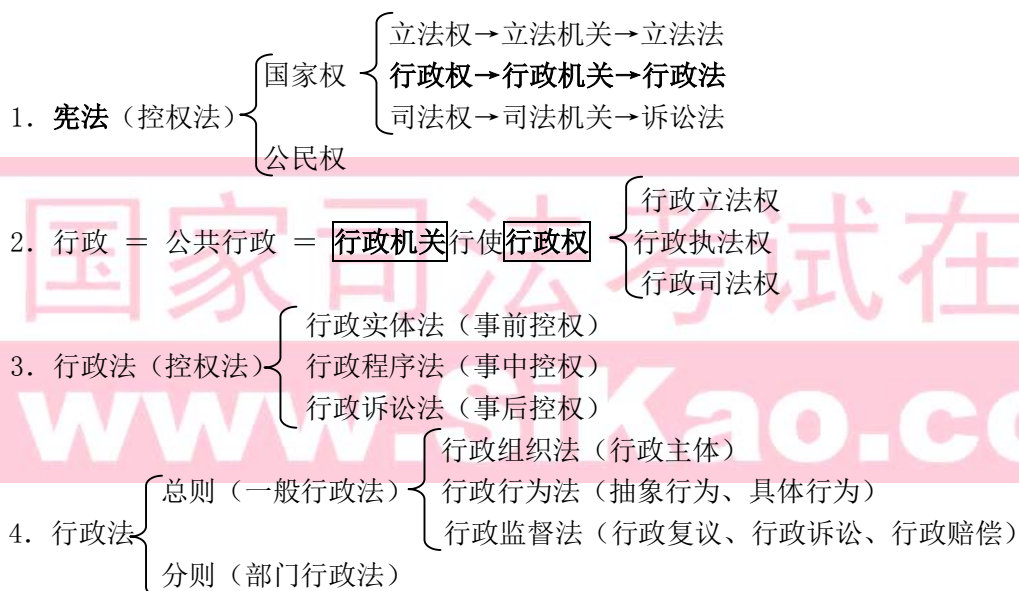 立法权→立法机关→立法法
国家权 行政权→行政机关→行政法
1. 宪法（控权法） 司法权→司法机关→诉讼法
公民权
行政立法权
2. 行政 = 公共行政 = 行政机关行使行政权 行政执法权
行政司法权
行政实体法（事前控权）
3. 行政法（控权法） 行政程序法（事中控权）
行政诉讼法（事后控权）
行政组织法（行政主体）
总则（一般行政法） 行政行为法（抽象行为、具体行为）
4. 行政法 行政监督法（行政复议、行政诉讼、行政赔偿）
分则（部门行政法）
国家司法考试在
www.SiKao.co